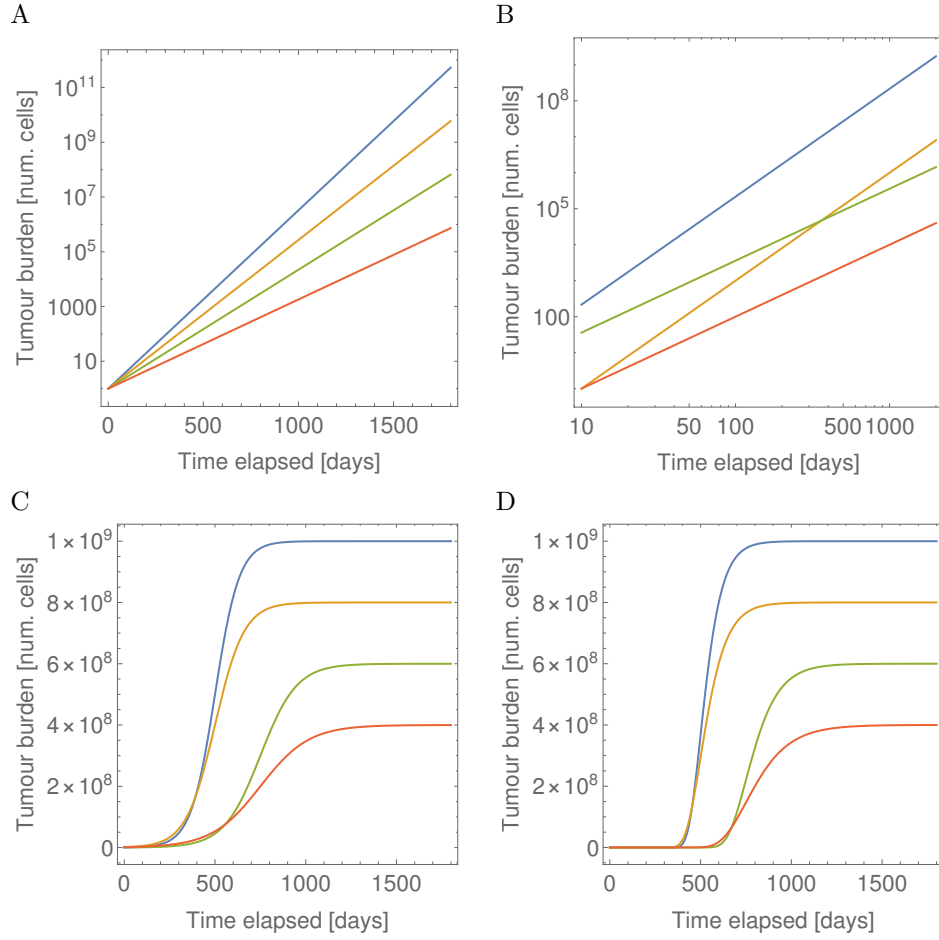 A
Tumour burden [num. cells]
10^11
10^9
10^7
10^5
1000
10
0
500
1000
1500
Time elapsed [days]
B
Tumour burden [num. cells]
10^8
10^5
100
10
50
100
500
1000
Time elapsed [days]
C
Tumour burden [num. cells]
1 × 10^9
8 × 10^8
6 × 10^8
4 × 10^8
2 × 10^8
0
0
500
1000
1500
Time elapsed [days]
D
Tumour burden [num. cells]
1 × 10^9
8 × 10^8
6 × 10^8
4 × 10^8
2 × 10^8
0
0
500
1000
1500
Time elapsed [days]